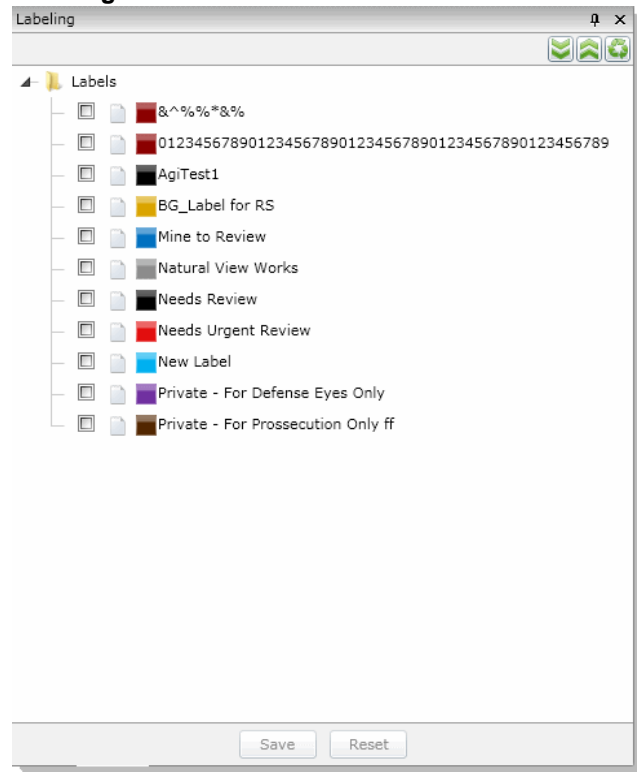 Labeling
Labels
&^%%*&%
01234567890123456789012345678901234567890123456789
AgiTest1
BG_Label for RS
Mine to Review
Natural View Works
Needs Review
Needs Urgent Review
New Label
Private - For Defense Eyes Only
Private - For Prossecution Only ff
Save Reset